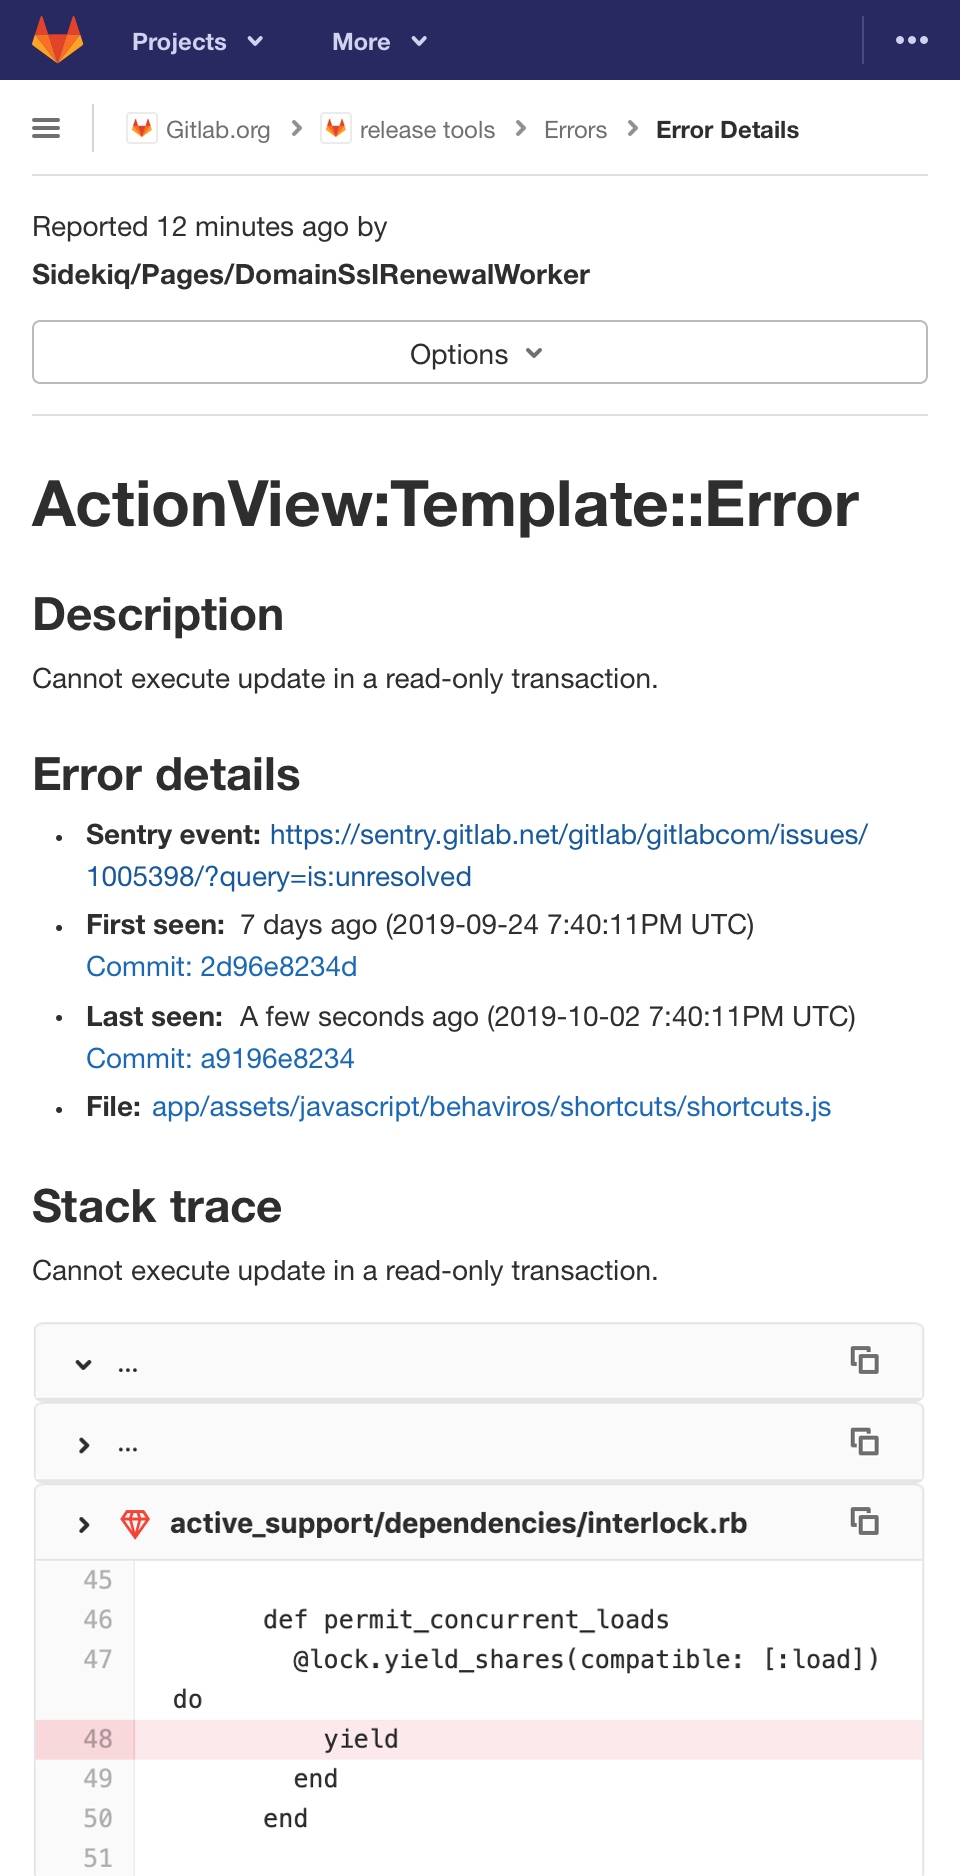 Projects More
Gitlab.org release tools Errors Error Details
Reported 12 minutes ago by
Sidekiq/Pages/DomainSslRenewalWorker
Options
ActionView:Template::Error
Description
Cannot execute update in a read-only transaction.
Error details
• Sentry event: https://sentry.gitlab.net/gitlab/gitlabcom/issues/
1005398/?query=is:unresolved
• First seen: 7 days ago (2019-09-24 7:40:11PM UTC)
Commit: 2d96e8234d
• Last seen: A few seconds ago (2019-10-02 7:40:11PM UTC)
Commit: a9196e8234
• File: app/assets/javascript/behaviros/shortcuts/shortcuts.js
Stack trace
Cannot execute update in a read-only transaction.
...
...
active_support/dependencies/interlock.rb
45
46 def permit_concurrent_loads
47 @lock.yield_shares(compatible: [:load])
do
48 yield
49 end
50 end
51